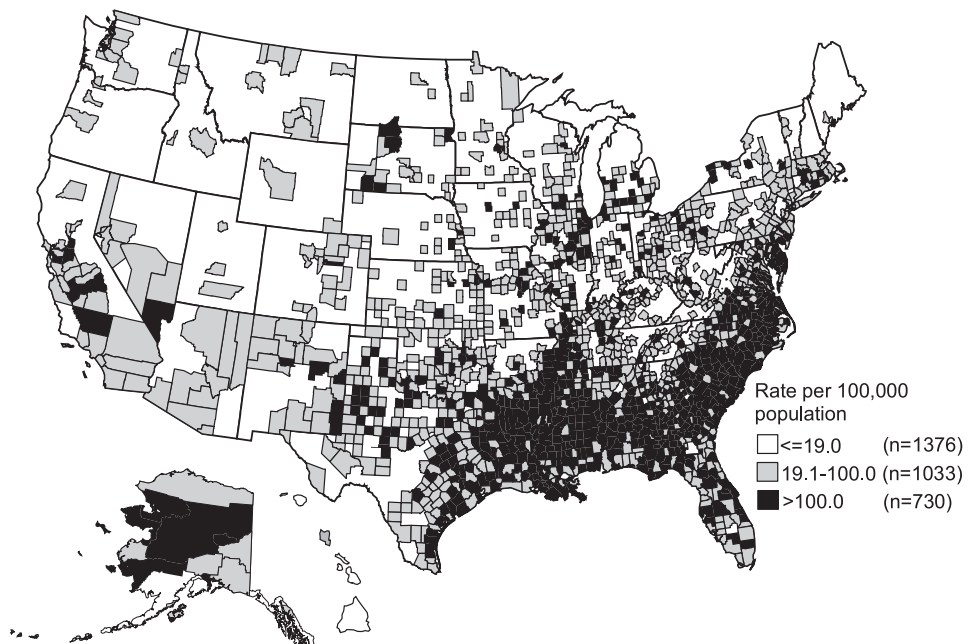 Rate per 100,000
population
<=19.0 (n=1376)
19.1-100.0 (n=1033)
>100.0 (n=730)